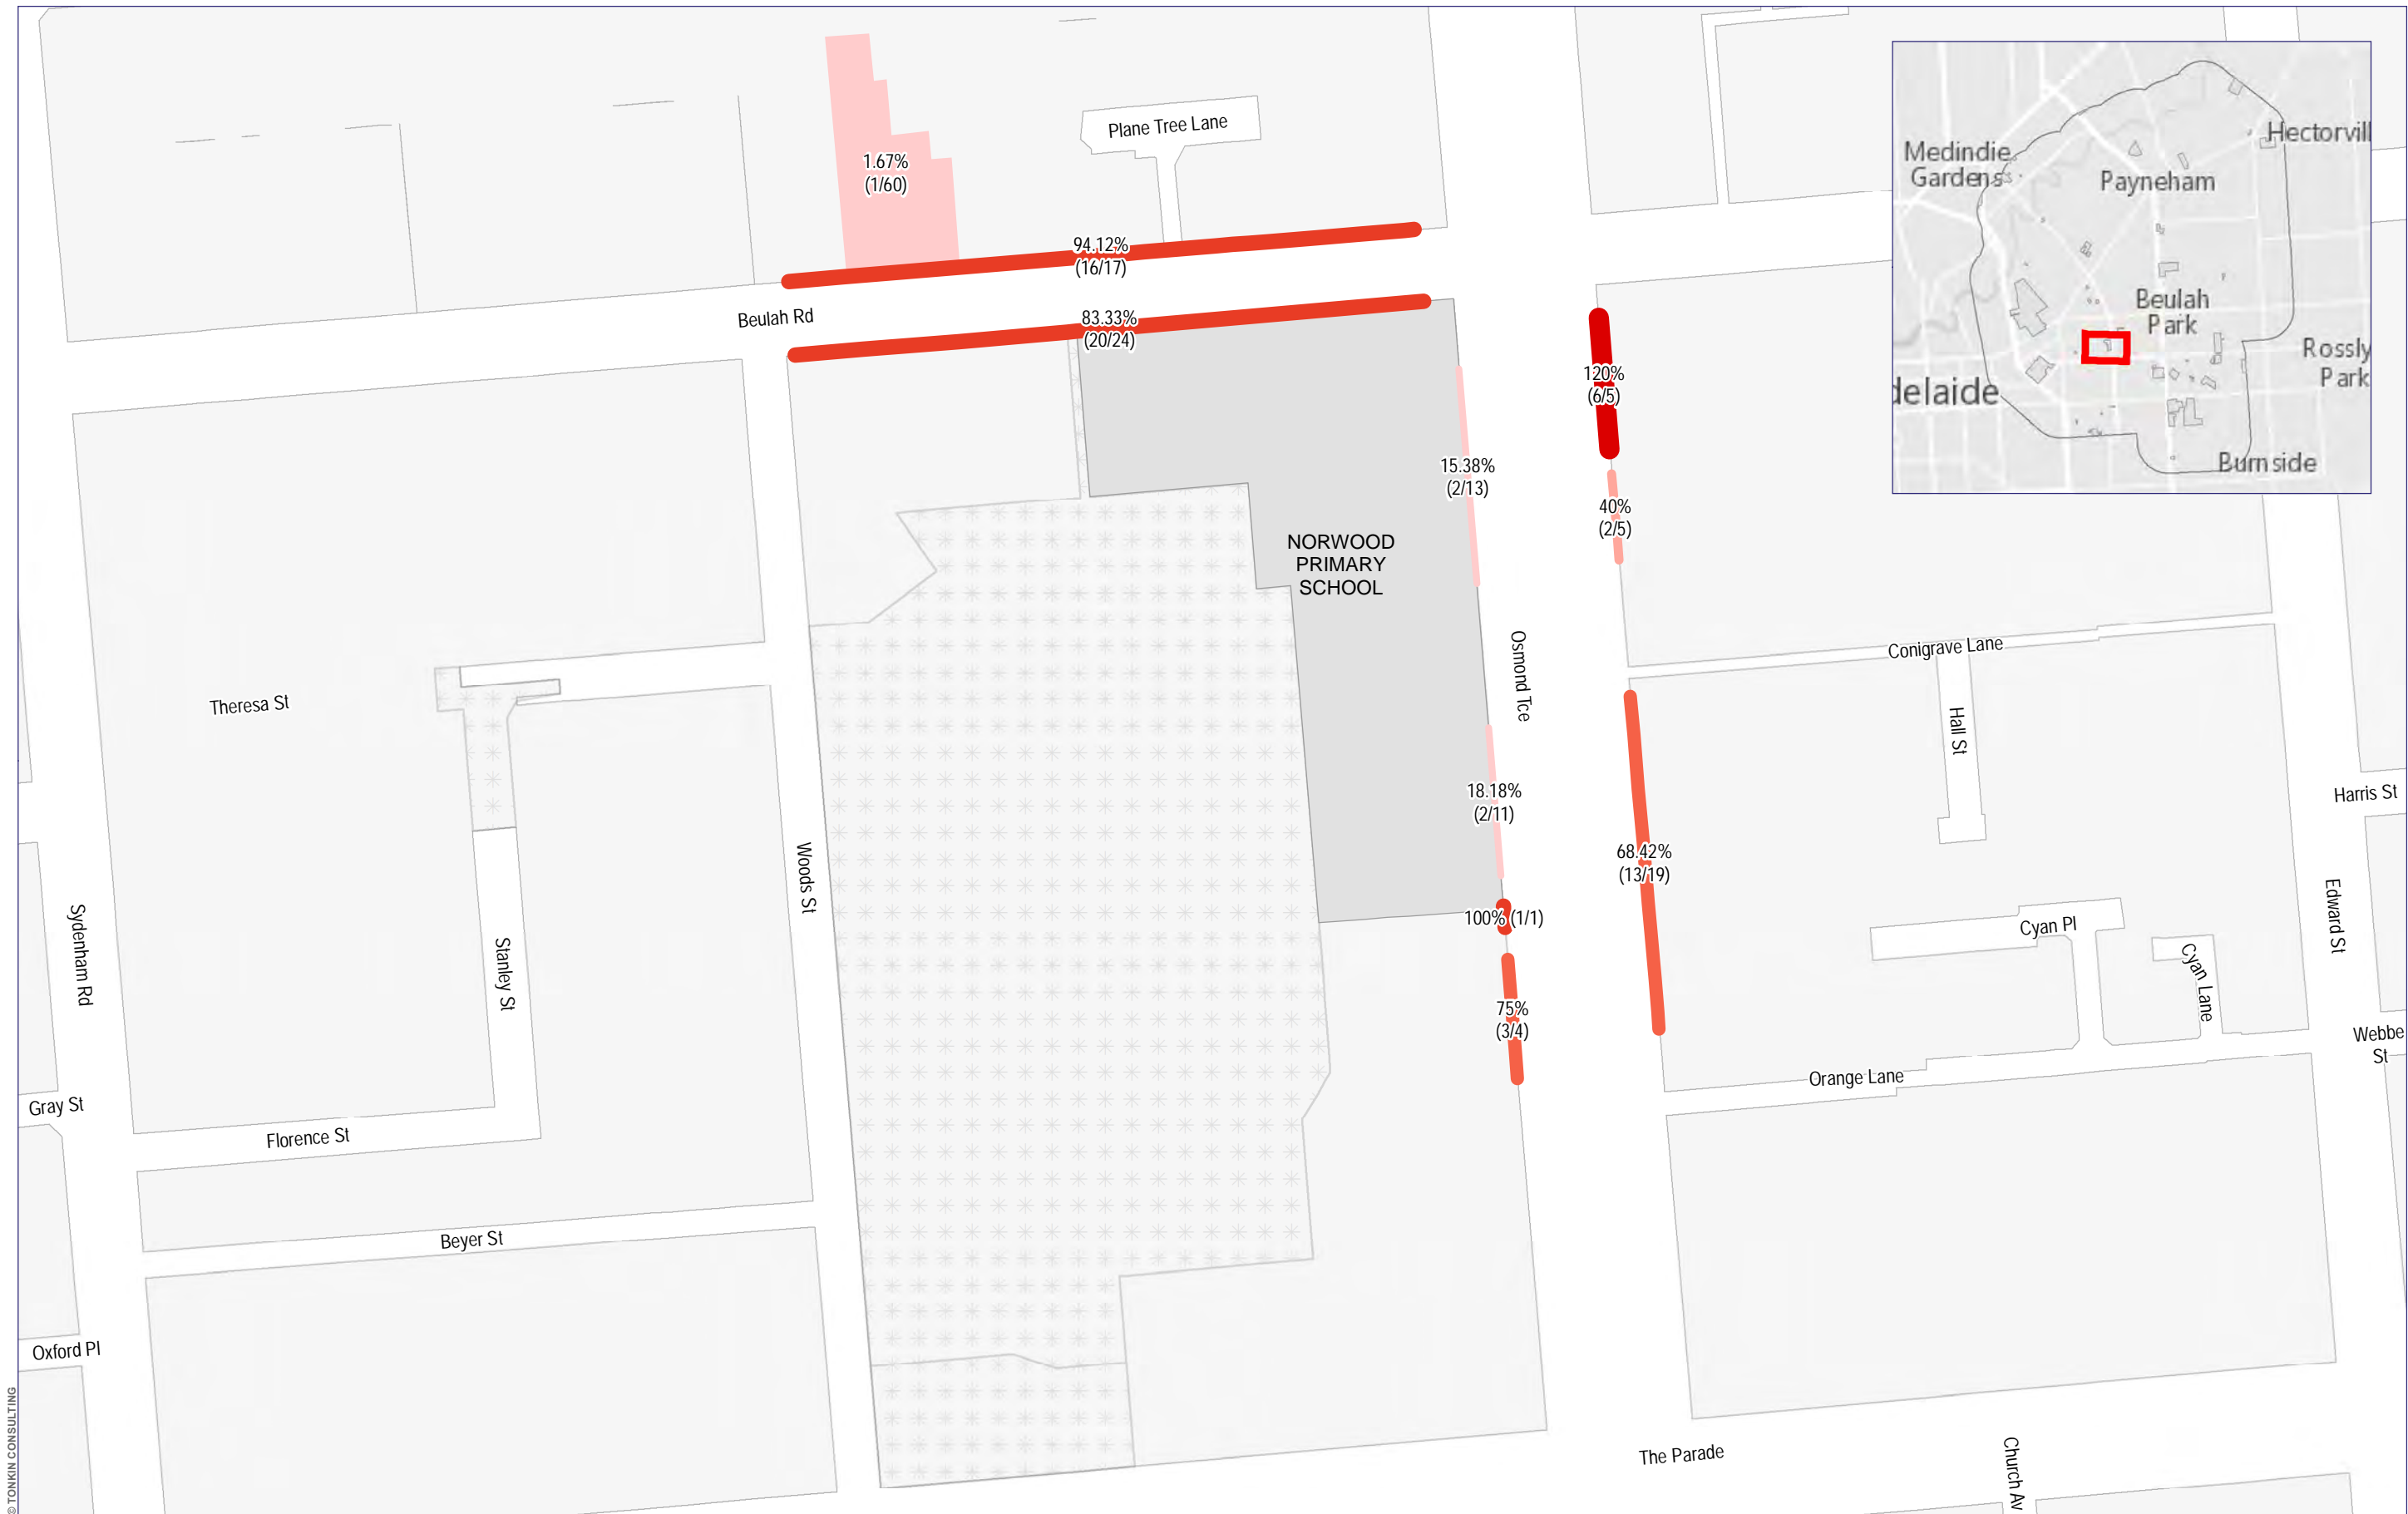 Plane Tree Lane
1.67%
(1/60)
94.12%
(16/17)
Beulah Rd
83.33%
(20/24)
120%
(6/5)
15.38%
(2/13)
40%
(2/5)
NORWOOD
PRIMARY
SCHOOL
Osmond Tce
Conigrave Lane
Theresa St
Hall St
18.18%
(2/11)
Harris St
68.42%
(13/19)
Woods St
Sydenham Rd
Stanley St
100% (1/1)
Cyan Pl
Cyan Lane
Edward St
75%
(3/4)
Webbe
St
Orange Lane
Gray St
Florence St
Beyer St
Oxford Pl
The Parade
Church Av
© TONKIN CONSULTING
Medindie
Gardens
Hectorvill
Payneham
Beulah
Park
Rossly
Park
delaide
Burnside